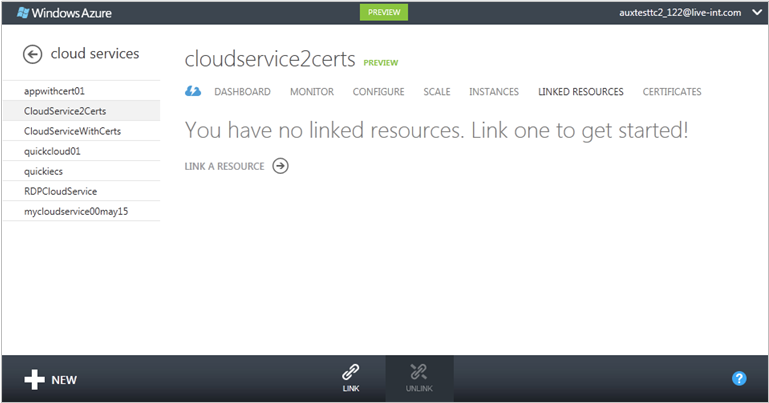 Windows Azure
PREVIEW
auxtesttc2_122@live-int.com
cloud services
appwithcert01
CloudService2Certs
CloudServiceWithCerts
quickcloud01
quickiecs
RDPCloudService
mycloudservice00may15
cloudservice2certs PREVIEW
DASHBOARD MONITOR CONFIGURE SCALE INSTANCES LINKED RESOURCES CERTIFICATES
You have no linked resources. Link one to get started!
LINK A RESOURCE
NEW
LINK
UNLINK
?